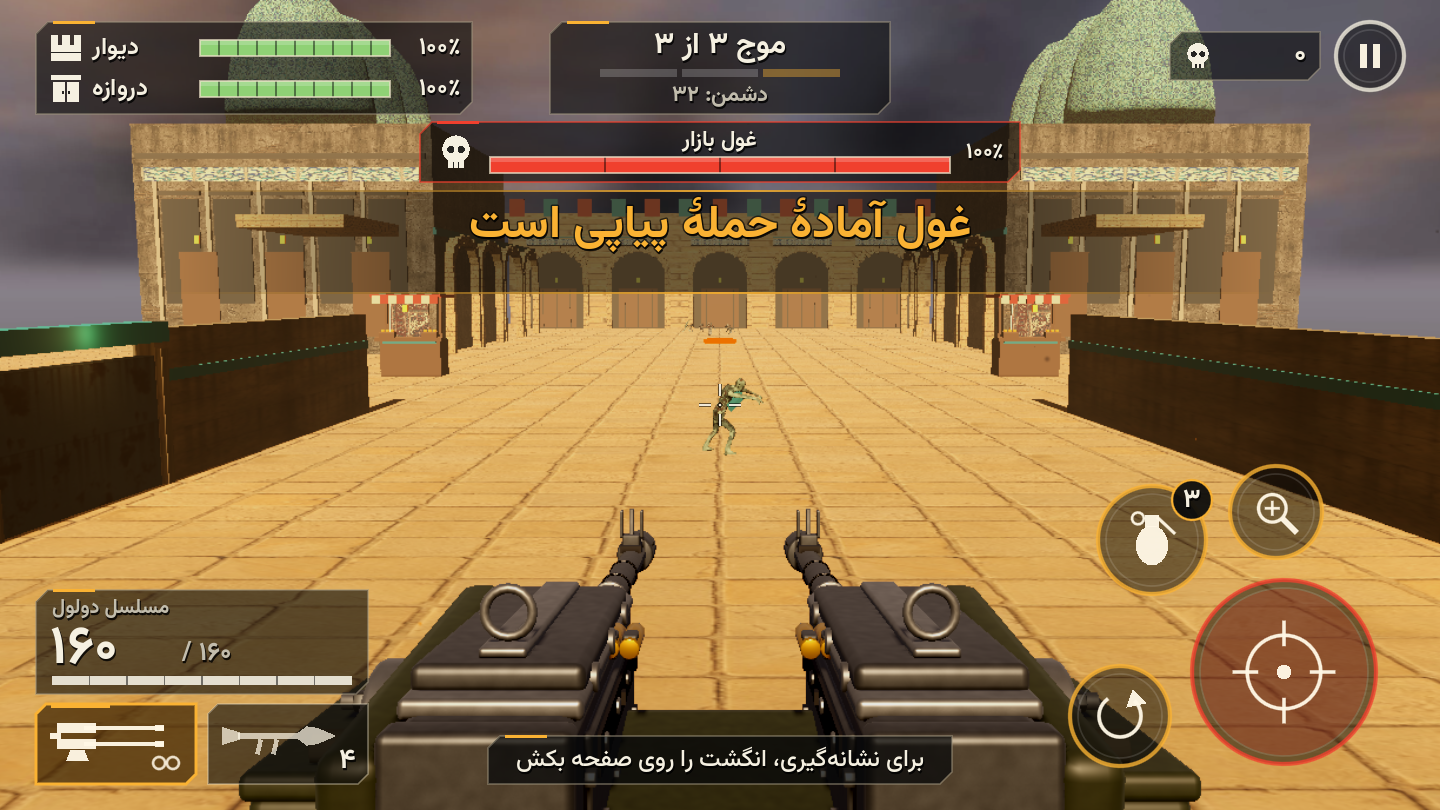 دیوار ۱۰۰٪
دروازه ۱۰۰٪
موج ۳ از ۳
دشمن: ۳۲
۰
غول بازار ۱۰۰٪
غول آمادهٔ حملهٔ پیاپی است
۳
مسلسل دولول
۱۶۰ / ۱۶۰
∞
۴
برای نشانه‌گیری، انگشت را روی صفحه بکش